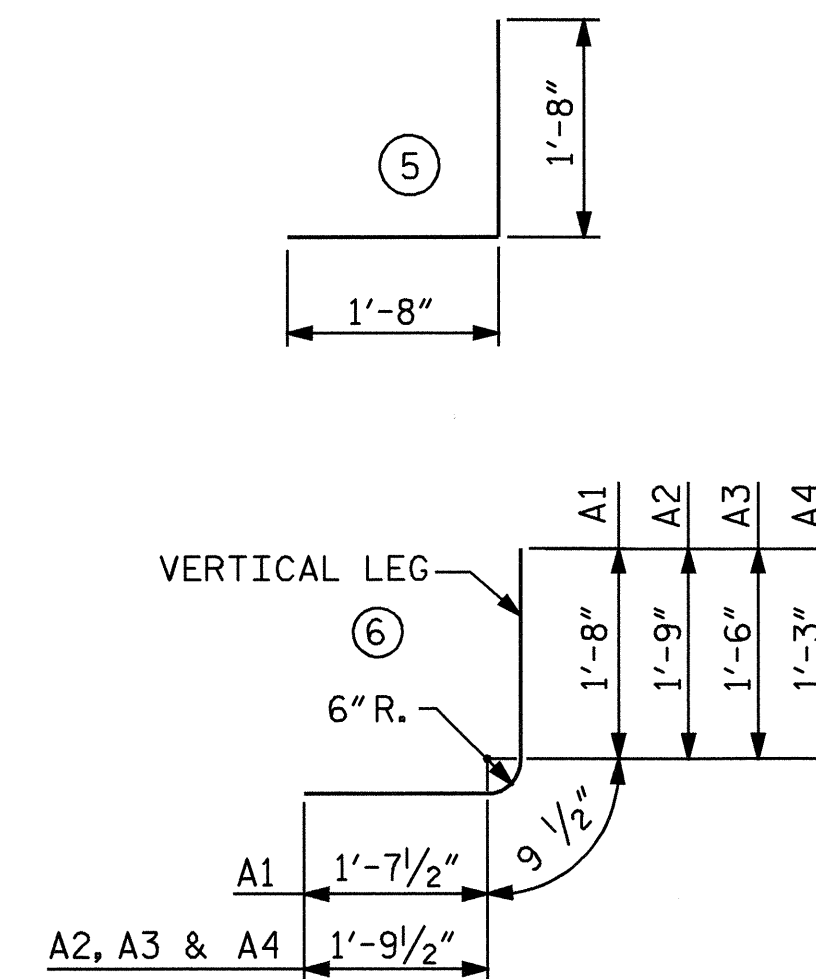 1'-8"
5
1'-8"
A1
A2
A3
A4
VERTICAL LEG
6
1'-8"
1'-9"
1'-6"
1'-3"
6" R.
9 1/2"
A1
1'-7 1/2"
A2, A3 & A4
1'-9 1/2"